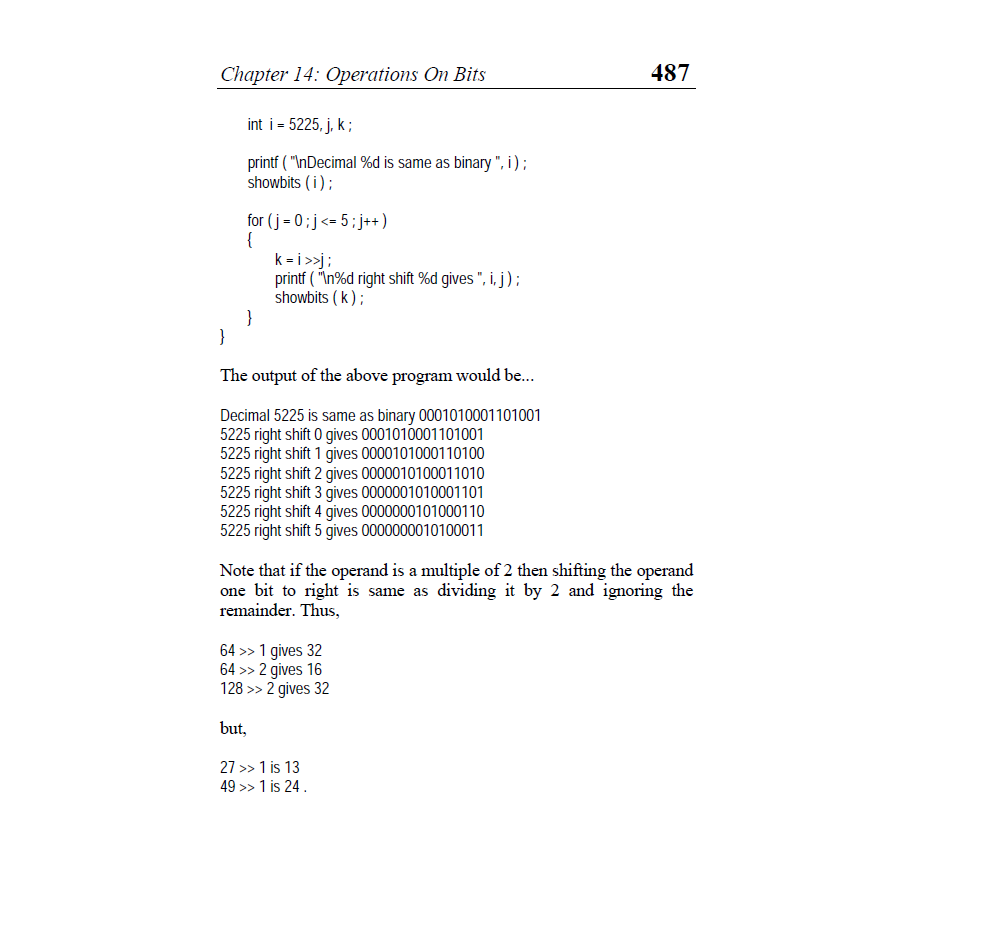 Chapter 14: Operations On Bits 487
int i = 5225, j, k ;
printf ( "\nDecimal %d is same as binary ", i ) ;
showbits ( i ) ;
for ( j = 0 ; j <= 5 ; j++ )
{
k = i >>j ;
printf ( "\n%d right shift %d gives ", i, j ) ;
showbits ( k ) ;
}
}
The output of the above program would be...
Decimal 5225 is same as binary 0001010001101001
5225 right shift 0 gives 0001010001101001
5225 right shift 1 gives 0000101000110100
5225 right shift 2 gives 0000010100011010
5225 right shift 3 gives 0000001010001101
5225 right shift 4 gives 0000000101000110
5225 right shift 5 gives 0000000010100011
Note that if the operand is a multiple of 2 then shifting the operand
one bit to right is same as dividing it by 2 and ignoring the
remainder. Thus,
64 >> 1 gives 32
64 >> 2 gives 16
128 >> 2 gives 32
but,
27 >> 1 is 13
49 >> 1 is 24 .